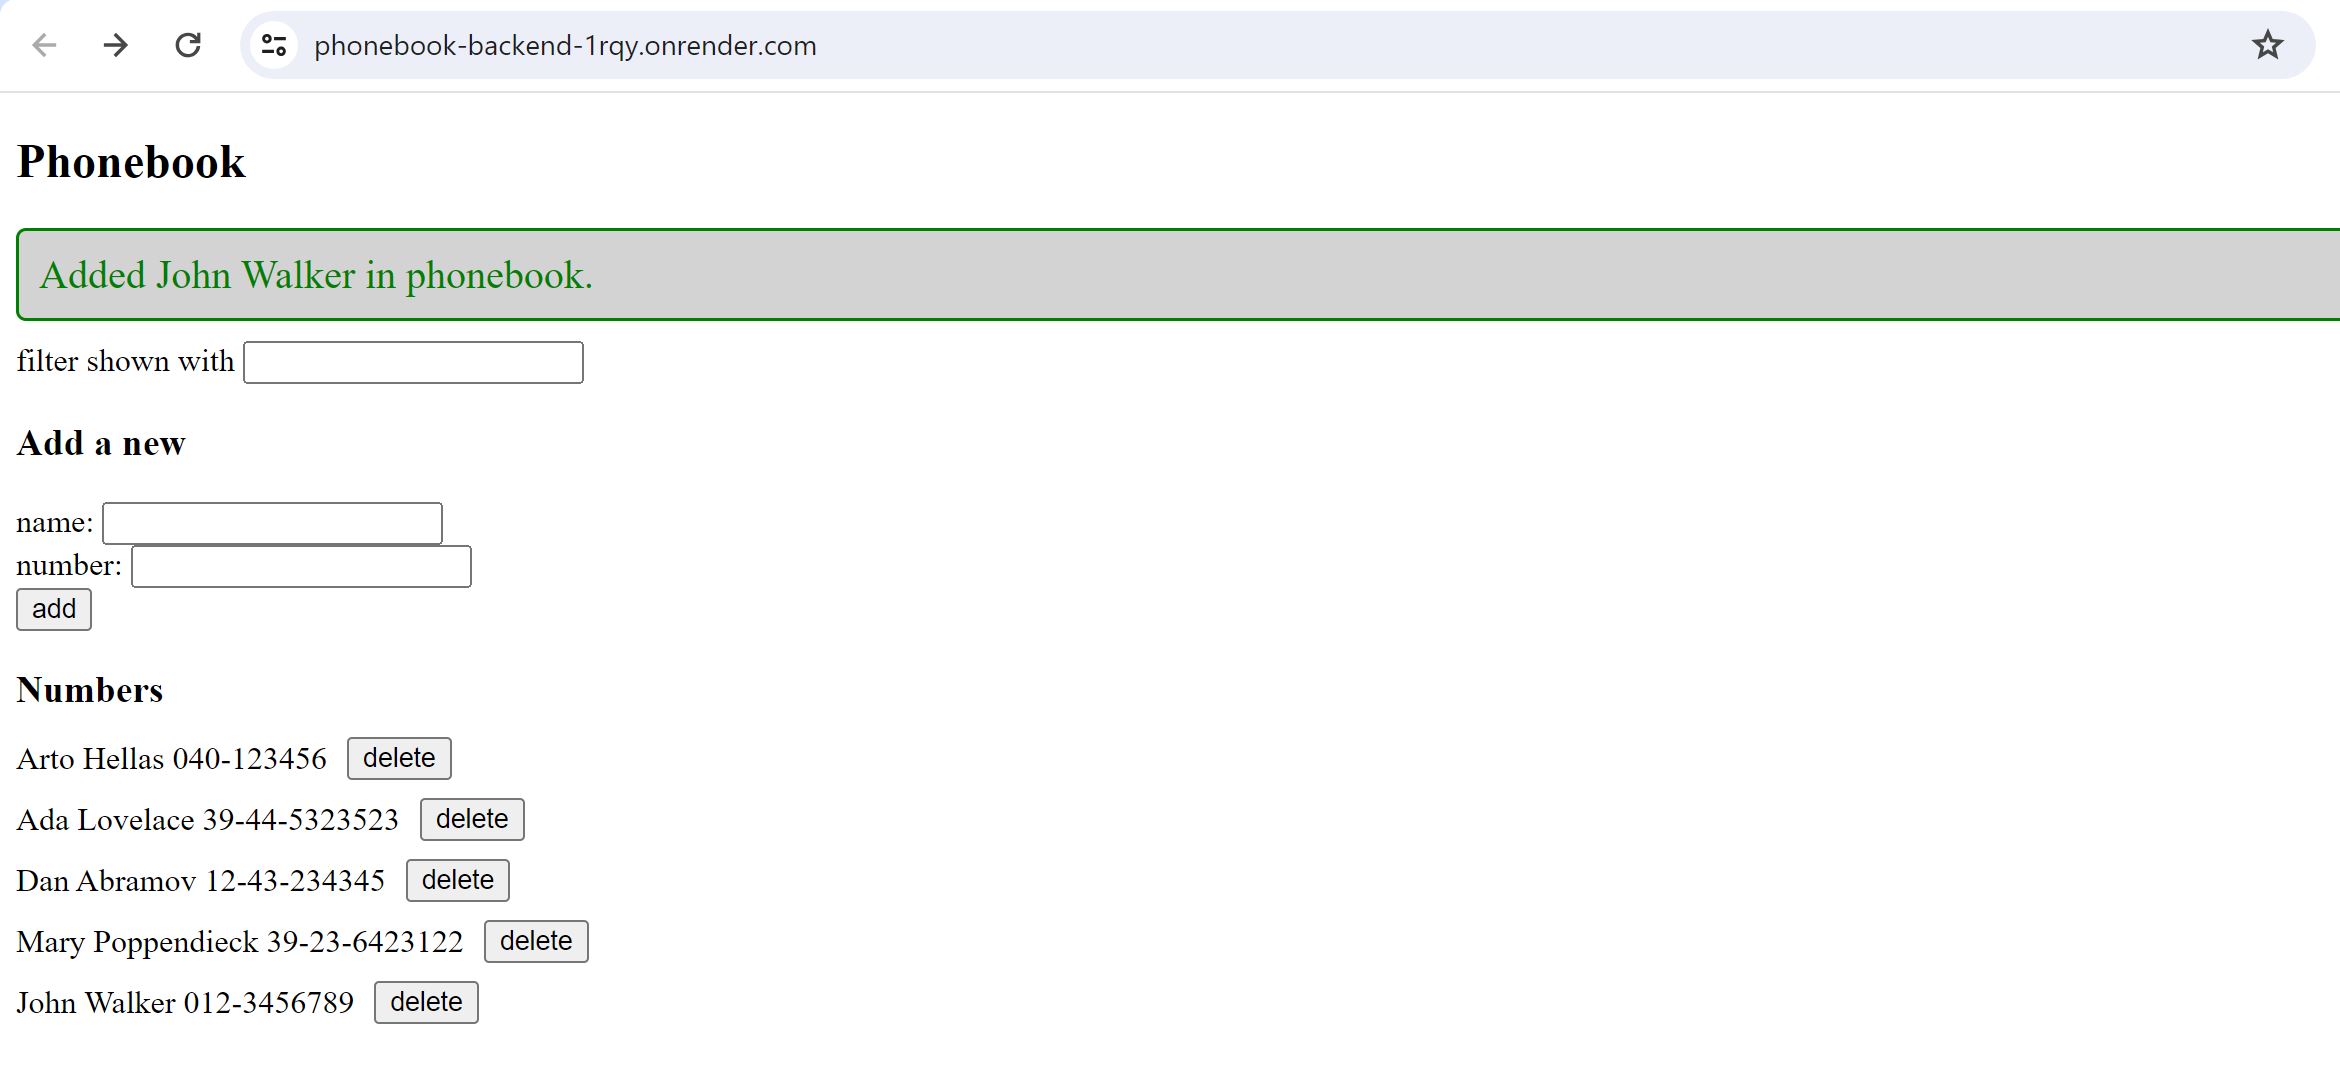 phonebook-backend-1rqy.onrender.com
Phonebook
Added John Walker in phonebook.
filter shown with
Add a new
name:
number:
add
Numbers
Arto Hellas 040-123456 delete
Ada Lovelace 39-44-5323523 delete
Dan Abramov 12-43-234345 delete
Mary Poppendieck 39-23-6423122 delete
John Walker 012-3456789 delete